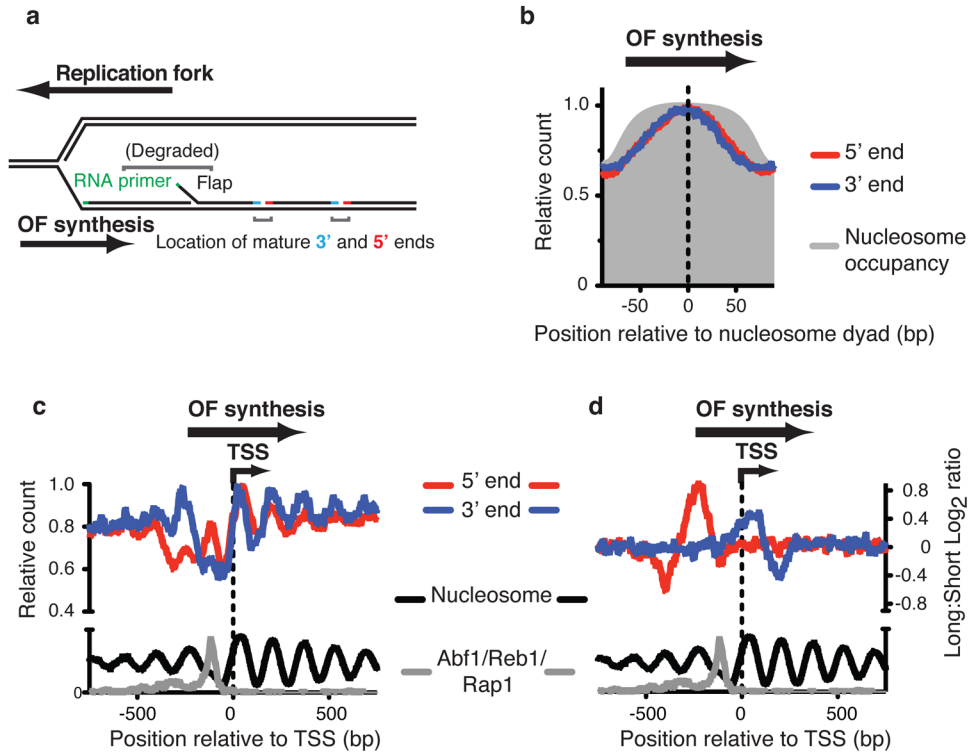 a
Replication fork
(Degraded)
RNA primer
Flap
OF synthesis
Location of mature 3’ and 5’ ends
b
OF synthesis
1.0
0.5
0
Relative count
-50
0
50
Position relative to nucleosome dyad (bp)
5’ end
3’ end
Nucleosome
occupancy
c
OF synthesis
TSS
1.0
0.8
0.6
0.4
Relative count
0
-500
0
500
Position relative to TSS (bp)
5’ end
3’ end
Nucleosome
Abf1/Reb1/
Rap1
d
OF synthesis
TSS
0.8
0.4
0
-0.4
-0.8
Long:Short Log2 ratio
-500
0
500
Position relative to TSS (bp)